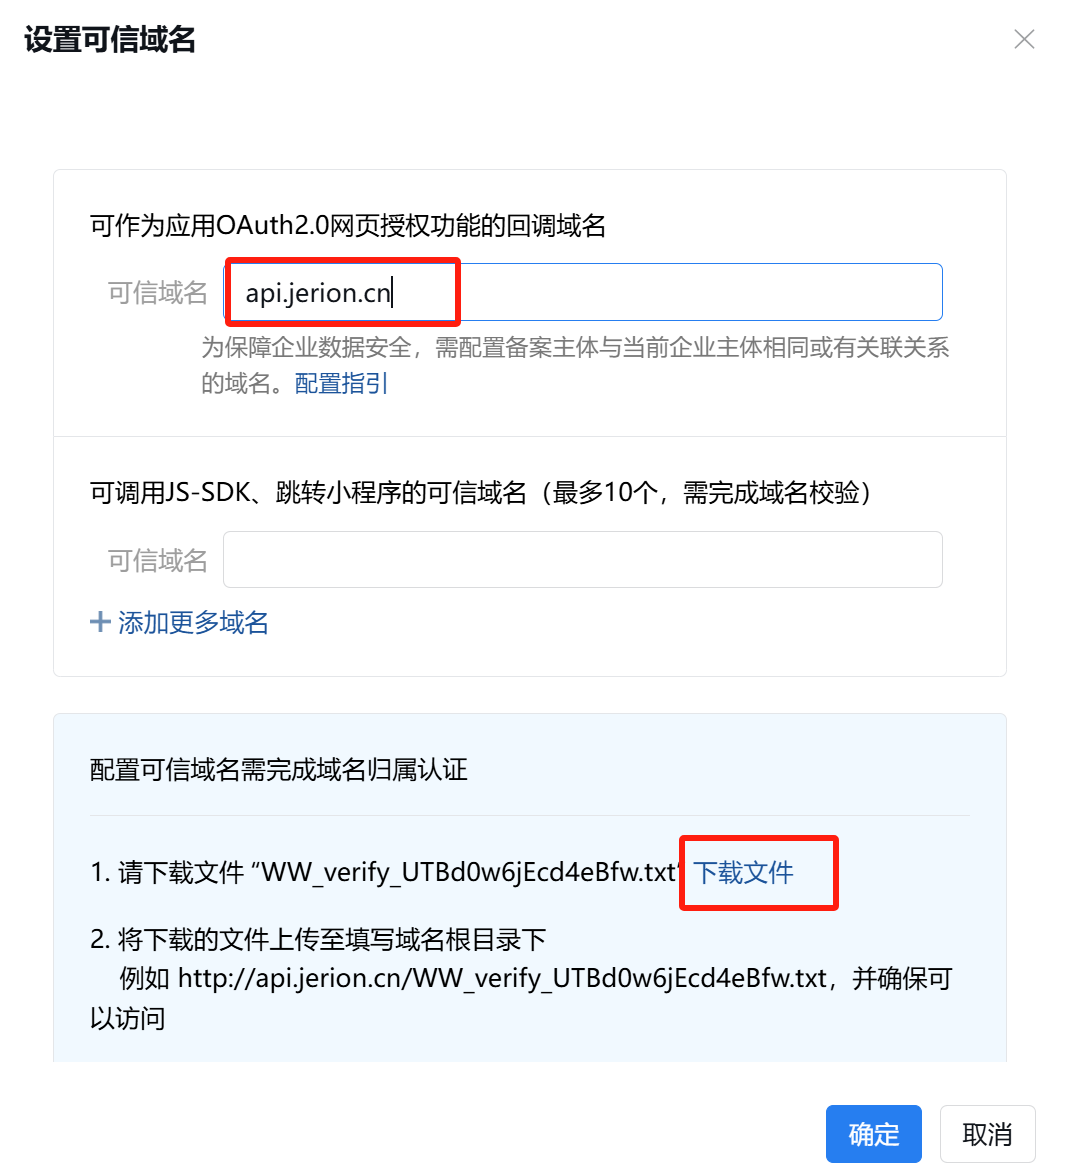 设置可信域名
可作为应用OAuth2.0网页授权功能的回调域名
可信域名 api.jerion.cn
为保障企业数据安全，需配置备案主体与当前企业主体相同或有关联关系
的域名。配置指引
可调用JS-SDK、跳转小程序的可信域名（最多10个，需完成域名校验）
可信域名
添加更多域名
配置可信域名需完成域名归属认证
1. 请下载文件 “WW_verify_UTBd0w6jEcd4eBfw.txt” 下载文件
2. 将下载的文件上传至填写域名根目录下
例如 http://api.jerion.cn/WW_verify_UTBd0w6jEcd4eBfw.txt，并确保可
以访问
确定 取消